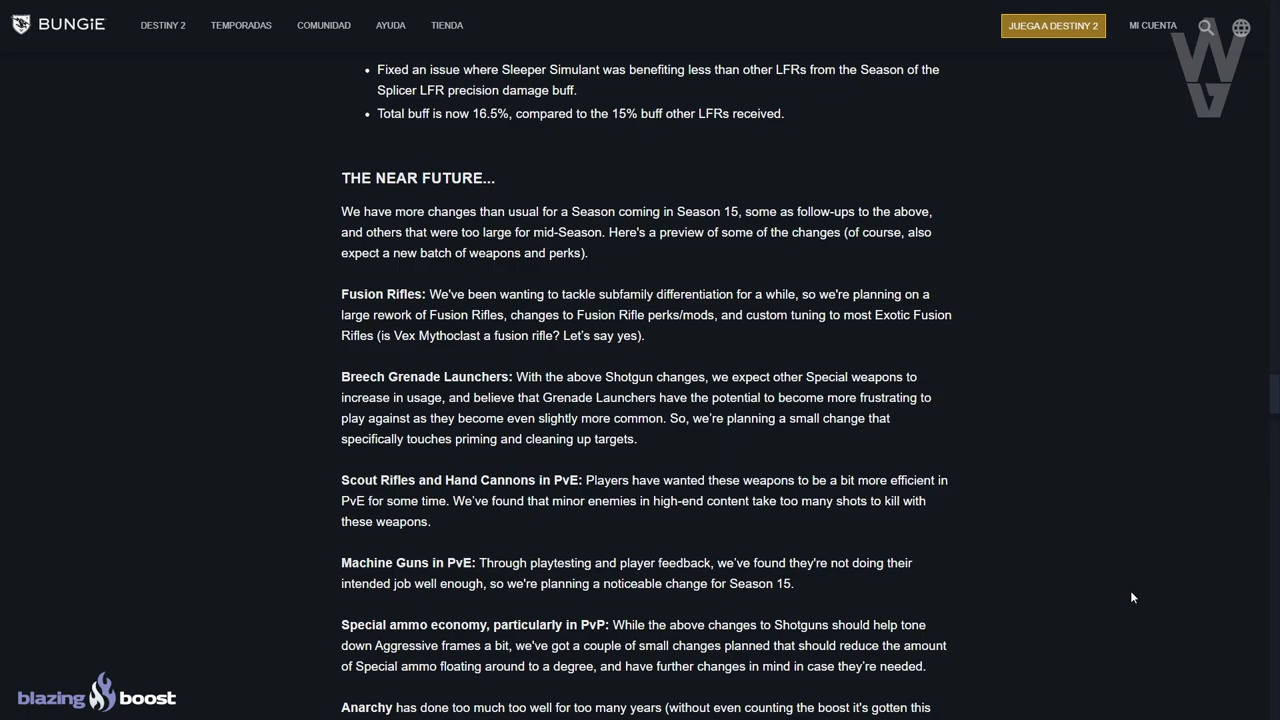 BUNGiE
DESTINY 2
TEMPORADAS
COMUNIDAD
AYUDA
TIENDA
JUEGA A DESTINY 2
MI CUENTA
Fixed an issue where Sleeper Simulant was benefiting less than other LFRs from the Season of the
Splicer LFR precision damage buff.
Total buff is now 16.5%, compared to the 15% buff other LFRs received.
THE NEAR FUTURE...
We have more changes than usual for a Season coming in Season 15, some as follow-ups to the above,
and others that were too large for mid-Season. Here's a preview of some of the changes (of course, also
expect a new batch of weapons and perks).
Fusion Rifles: We've been wanting to tackle subfamily differentiation for a while, so we're planning on a
large rework of Fusion Rifles, changes to Fusion Rifle perks/mods, and custom tuning to most Exotic Fusion
Rifles (is Vex Mythoclast a fusion rifle? Let's say yes).
Breech Grenade Launchers: With the above Shotgun changes, we expect other Special weapons to
increase in usage, and believe that Grenade Launchers have the potential to become more frustrating to
play against as they become even slightly more common. So, we're planning a small change that
specifically touches priming and cleaning up targets.
Scout Rifles and Hand Cannons in PvE: Players have wanted these weapons to be a bit more efficient in
PvE for some time. We've found that minor enemies in high-end content take too many shots to kill with
these weapons.
Machine Guns in PvE: Through playtesting and player feedback, we've found they're not doing their
intended job well enough, so we're planning a noticeable change for Season 15.
Special ammo economy, particularly in PvP: While the above changes to Shotguns should help tone
down Aggressive frames a bit, we've got a couple of small changes planned that should reduce the amount
of Special ammo floating around to a degree, and have further changes in mind in case they're needed.
Anarchy has done too much too well for too many years (without even counting the boost it's gotten this
blazing boost